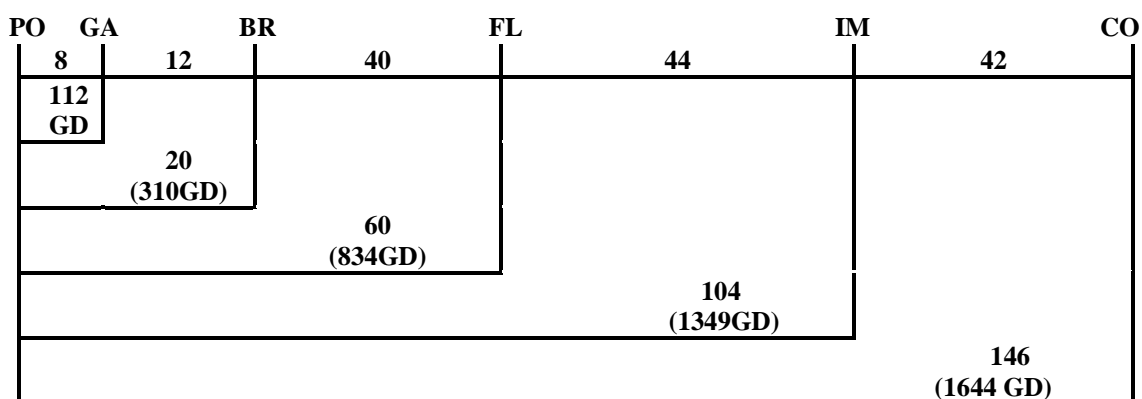 PO GA BR FL IM CO
8 12 40 44 42
112
GD
20
(310GD)
60
(834GD)
104
(1349GD)
146
(1644 GD)